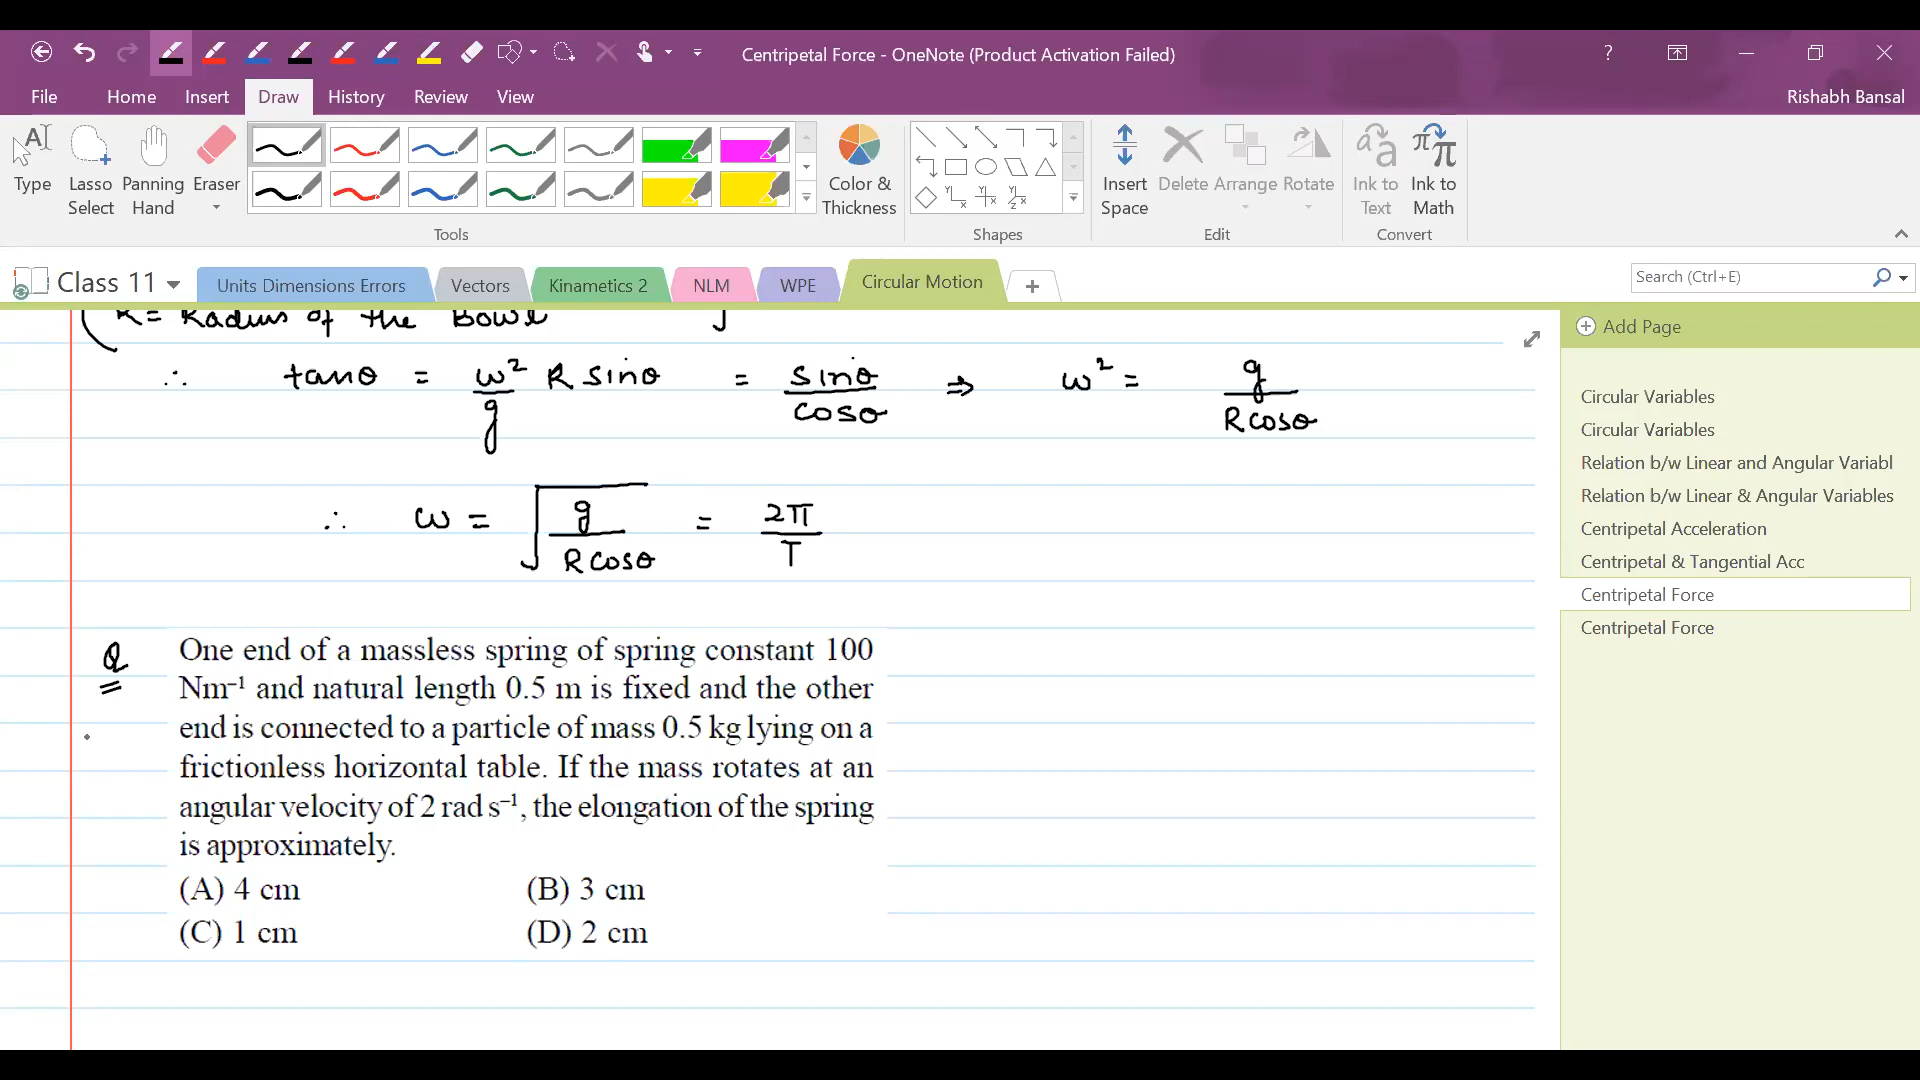 Centripetal Force - OneNote (Product Activation Failed)
?
File Home Insert Draw History Review View
Rishabh Bansal
Type
Lasso Select
Panning Hand
Eraser
Color & Thickness
Insert Space
Delete
Arrange
Rotate
Ink to Text
Ink to Math
Tools
Shapes
Edit
Convert
Class 11
Units Dimensions Errors
Vectors
Kinametics 2
NLM
WPE
Circular Motion
Search (Ctrl+E)
Add Page
Circular Variables
Circular Variables
Relation b/w Linear and Angular Variabl
Relation b/w Linear & Angular Variables
Centripetal Acceleration
Centripetal & Tangential Acc
Centripetal Force
Centripetal Force
R = Radius of the Bowl
∴ tanθ = ω²/g R sinθ = sinθ/cosθ ⇒ ω² = g/Rcosθ
∴ ω = √(g/Rcosθ) = 2π/T
Q One end of a massless spring of spring constant 100
Nm⁻¹ and natural length 0.5 m is fixed and the other
end is connected to a particle of mass 0.5 kg lying on a
frictionless horizontal table. If the mass rotates at an
angular velocity of 2 rad s⁻¹, the elongation of the spring
is approximately.
(A) 4 cm (B) 3 cm
(C) 1 cm (D) 2 cm